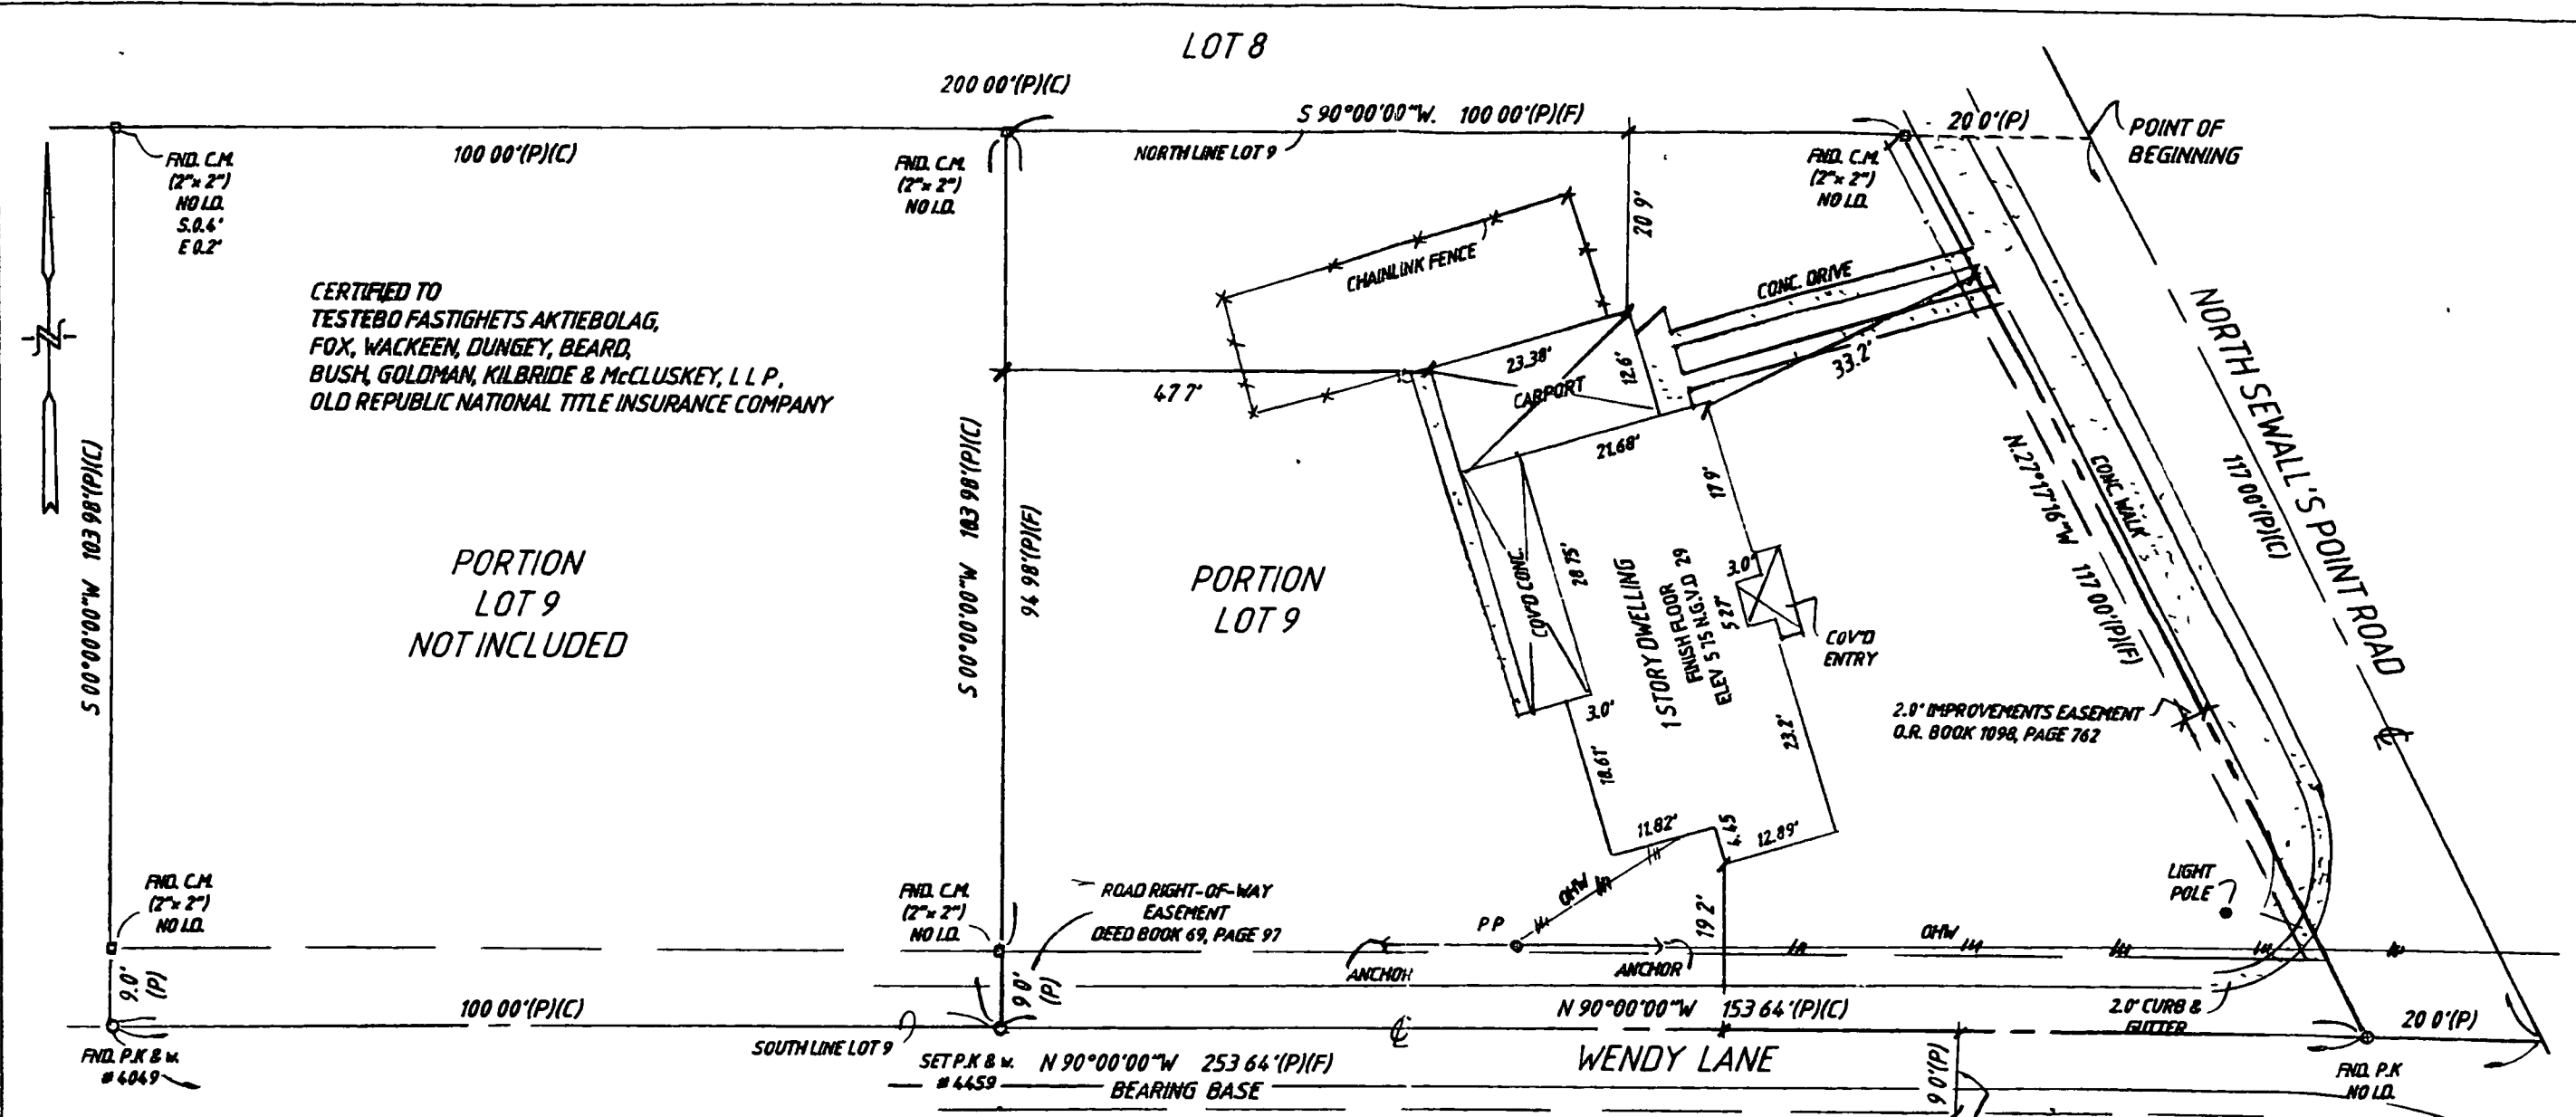 LOT 8
200 00'(P)(C)
S 90°00'00"W. 100 00'(P)(F)
20 0'(P)
POINT OF
BEGINNING
100 00'(P)(C)
NORTH LINE LOT 9
FND. C.M.
(2"x 2")
NO I.D.
S.0.4'
E 0.2'
FND. C.M.
(2"x 2")
NO I.D.
FND. C.M.
(2"x 2")
NO I.D.
20 9'
CHAINLINK FENCE
CONC. DRIVE
CERTIFIED TO
TESTEBO FASTIGHETS AKTIEBOLAG,
FOX, WACKEEN, DUNGEY, BEARD,
BUSH, GOLDMAN, KILBRIDE & McCLUSKEY, L L P,
OLD REPUBLIC NATIONAL TITLE INSURANCE COMPANY
47 7'
23.38'
12.6'
CARPORT
33.2'
21.68'
NORTH SEWALL'S POINT ROAD
117 00'(P)(C)
N.27°17'16"W 117 00'(P)(F)
CONC. WALK
S 00°00'00"W 103 98'(P)(C)
S 00°00'00"W 103 98'(P)(C)
94 98'(P)(F)
PORTION
LOT 9
NOT INCLUDED
PORTION
LOT 9
17 9'
COV'D CONC.
28 75'
1 STORY DWELLING
FINISH FLOOR
ELEV 5 75 N.G.V.D. 29
3.0'
5 27'
COV'D
ENTRY
3.0'
18.61'
23.2'
2.0' IMPROVEMENTS EASEMENT
O.R. BOOK 1098, PAGE 762
11.82'
4.45
12.89'
FND. C.M.
(2"x 2")
NO I.D.
FND. C.M.
(2"x 2")
NO I.D.
ROAD RIGHT-OF-WAY
EASEMENT
DEED BOOK 69, PAGE 97
OHW
P P
19 2'
LIGHT
POLE
OHW
ANCHOR
ANCHOR
9.0'
(P)
9 0'
(P)
100 00'(P)(C)
N 90°00'00"W 153 64'(P)(C)
2.0' CURB &
GUTTER
20 0'(P)
SOUTH LINE LOT 9
FND. P.K & w.
# 4049
SET P.K & w.
# 4459
N 90°00'00"W 253 64'(P)(F)
BEARING BASE
WENDY LANE
9 0'(P)
FND. P.K
NO I.D.